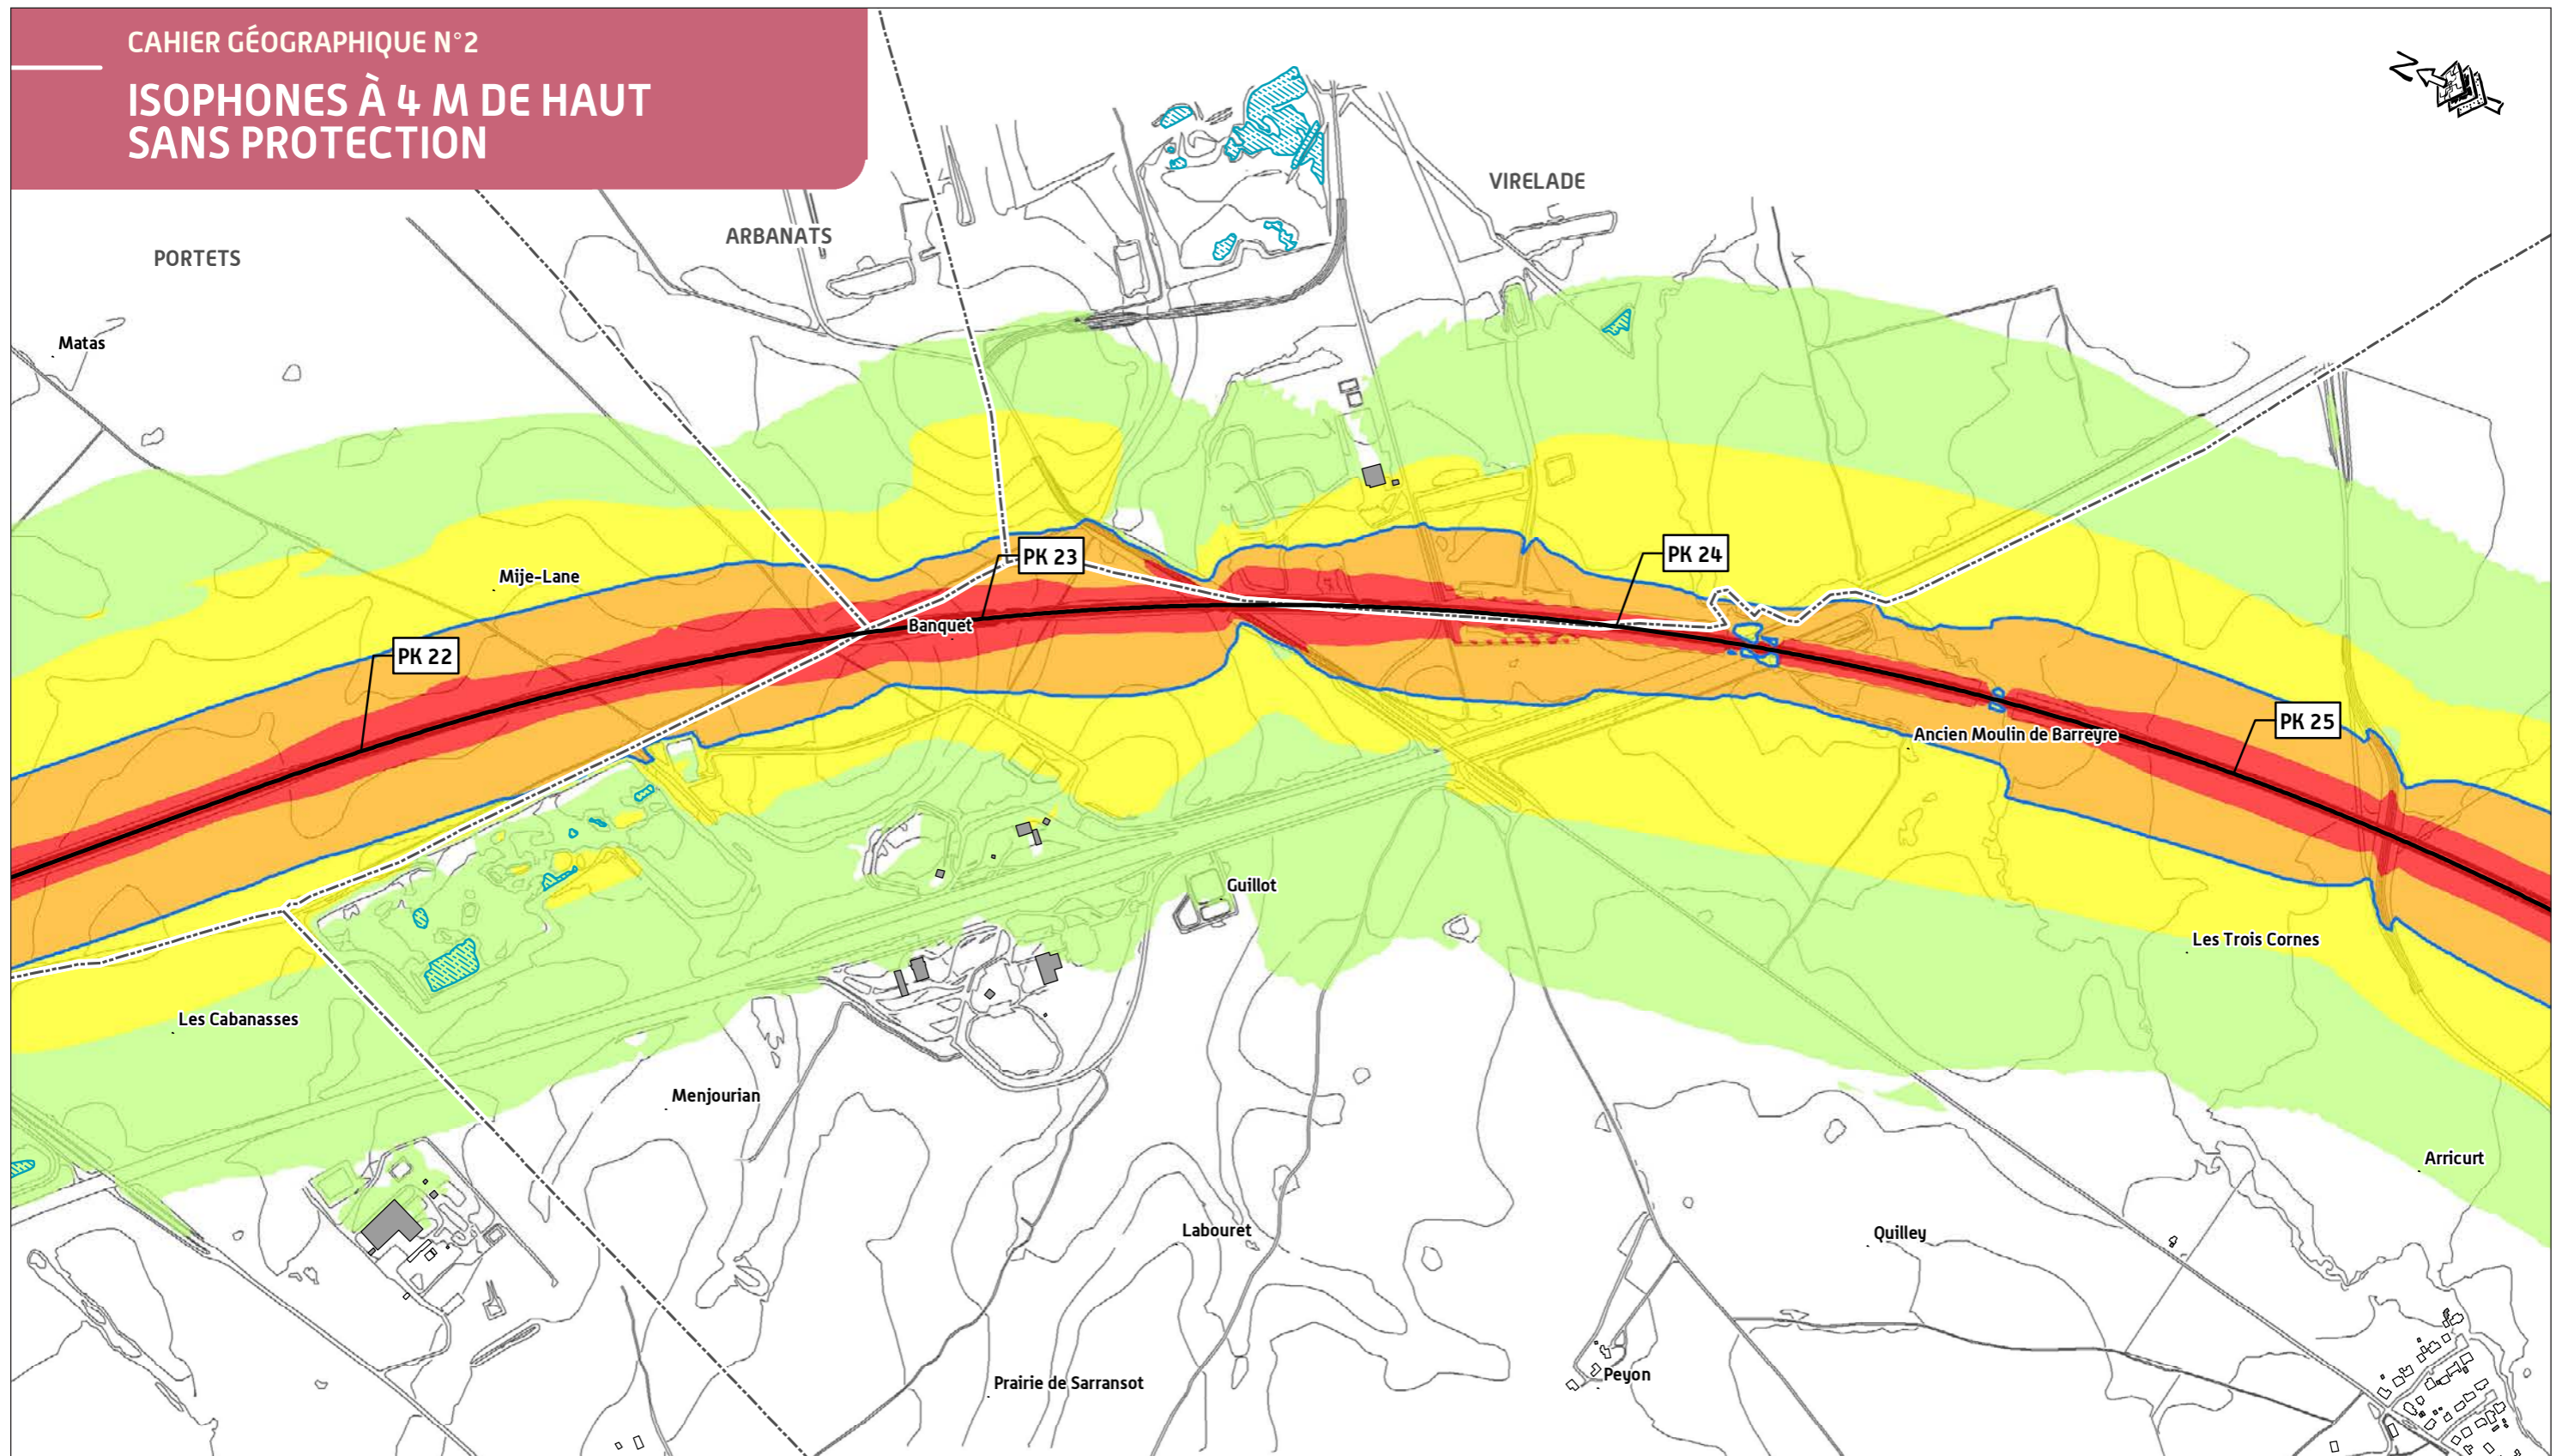 CAHIER GÉOGRAPHIQUE N°2
ISOPHONES À 4 M DE HAUT
SANS PROTECTION
N
VIRELADE
ARBANATS
PORTETS
Matas
Mije-Lane
PK 23
PK 24
Banquet
PK 22
PK 25
Ancien Moulin de Barreyre
Guillot
Les Trois Cornes
Les Cabanasses
Menjourian
Arricurt
Labouret
Quilley
Peyon
Prairie de Sarransot